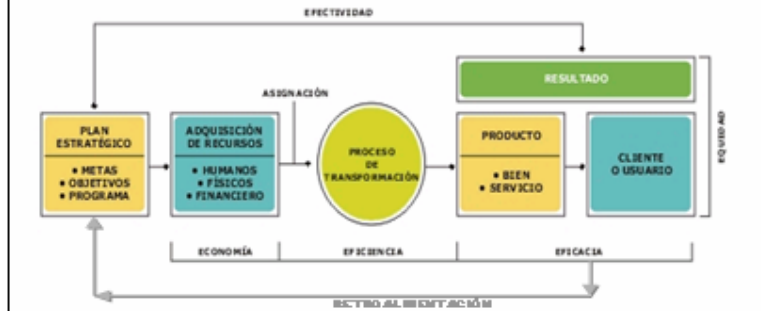 EFECTIVIDAD
RESULTADO
ASIGNACIÓN
PLAN
ESTRATÉGICO
• METAS
• OBJETIVOS
• PROGRAMA
ADQUISICIÓN
DE RECURSOS
• HUMANOS
• FÍSICOS
• FINANCIERO
PROCESO
DE
TRANSFORMACIÓN
PRODUCTO
• BIEN
• SERVICIO
CLIENTE
O USUARIO
EQUIDAD
ECONOMÍA
EFICIENCIA
EFICACIA
RETROALIMENTACIÓN